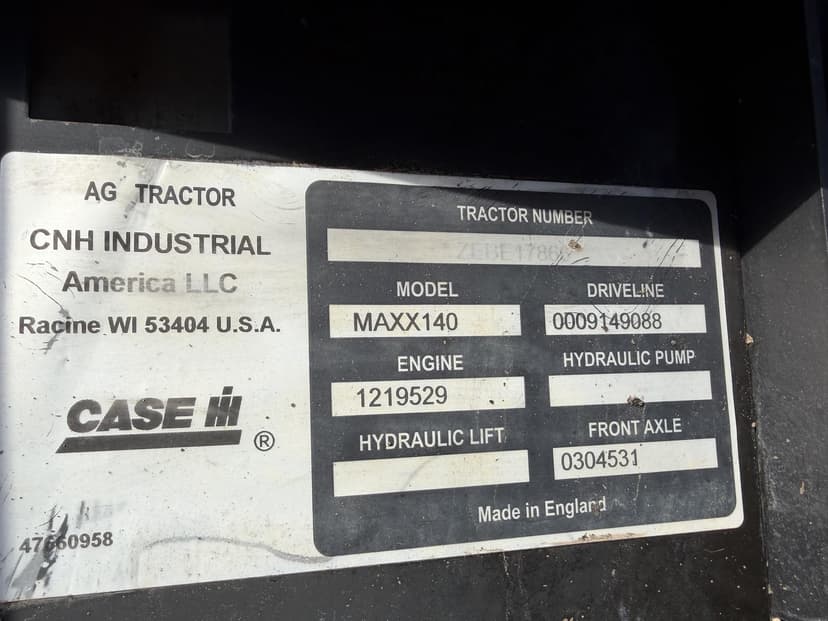 AG TRACTOR
CNH INDUSTRIAL
America LLC
Racine WI 53404 U.S.A.
CASE IH ®
47660958
TRACTOR NUMBER
MODEL
MAXX140
DRIVELINE
0009149088
ENGINE
1219529
HYDRAULIC PUMP
HYDRAULIC LIFT
FRONT AXLE
0304531
Made in England